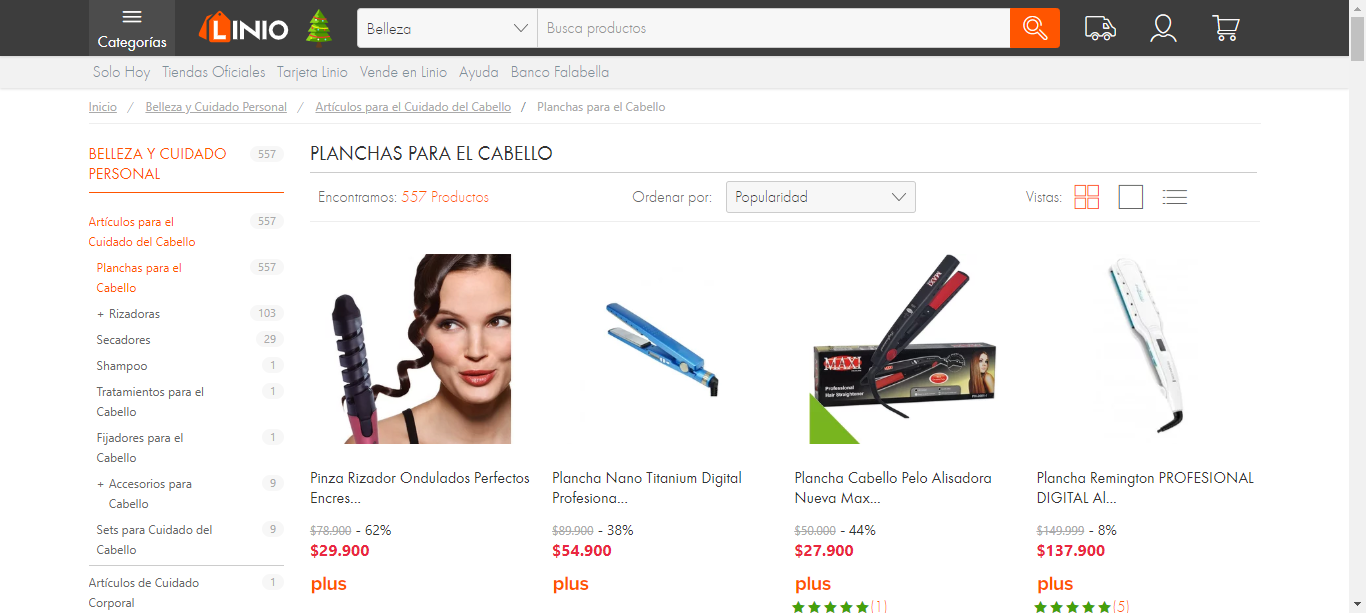 Categorías
LINIO
Belleza
Busca productos
Solo Hoy Tiendas Oficiales Tarjeta Linio Vende en Linio Ayuda Banco Falabella
Inicio / Belleza y Cuidado Personal / Artículos para el Cuidado del Cabello / Planchas para el Cabello
BELLEZA Y CUIDADO 557
PERSONAL
Artículos para el 557
Cuidado del Cabello
Planchas para el 557
Cabello
+ Rizadoras 103
Secadores 29
Shampoo 1
Tratamientos para el 1
Cabello
Fijadores para el 1
Cabello
+ Accesorios para 9
Cabello
Sets para Cuidado del 9
Cabello
Artículos de Cuidado 1
Corporal
PLANCHAS PARA EL CABELLO
Encontramos: 557 Productos
Ordenar por: Popularidad
Vistas:
Pinza Rizador Ondulados Perfectos
Encres...
$78.900 - 62%
$29.900
plus
Plancha Nano Titanium Digital
Profesiona...
$89.900 - 38%
$54.900
plus
MAXI
MAXI
Professional
Hair Straightener
Plancha Cabello Pelo Alisadora
Nueva Max...
$50.000 - 44%
$27.900
plus
(1)
Plancha Remington PROFESIONAL
DIGITAL Al...
$149.999 - 8%
$137.900
plus
(5)